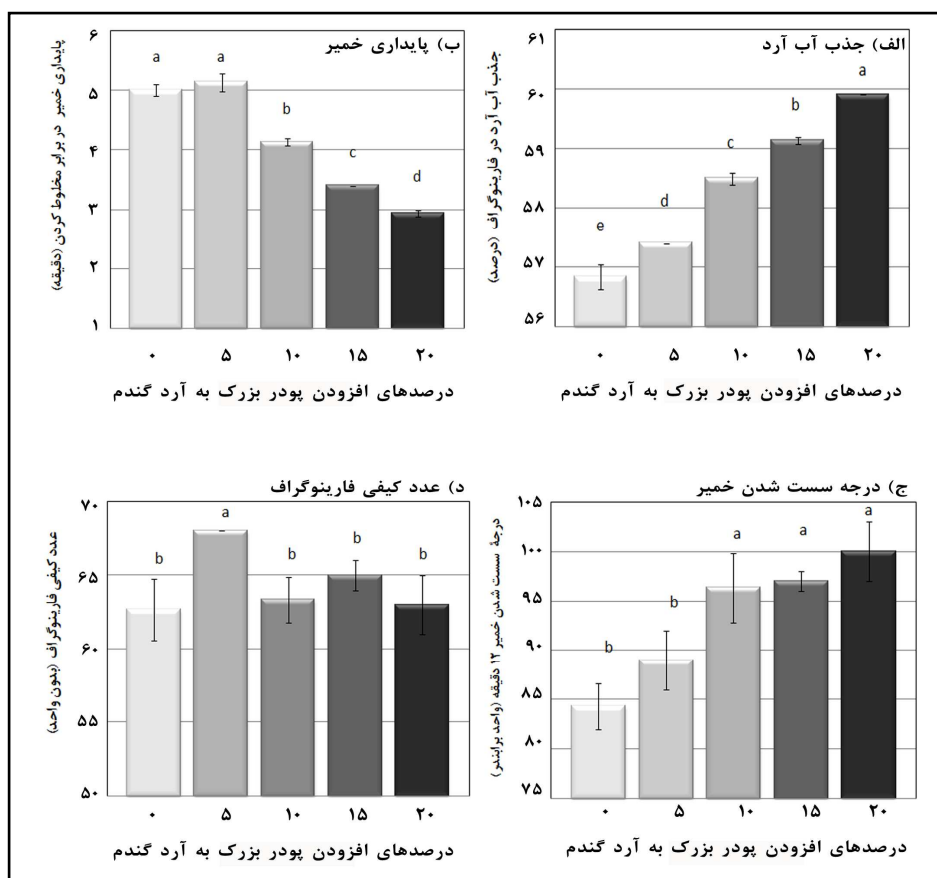 الف) جذب آب آرد
جذب آب آرد در فارینوگراف (درصد)
۶۱
۶۰
۵۹
۵۸
۵۷
۵۶
e
d
c
b
a
۰ ۵ ۱۰ ۱۵ ۲۰
درصدهای افزودن پودر بزرک به آرد گندم
ب) پایداری خمیر
پایداری خمیر در برابر مخلوط کردن (دقیقه)
۶
۵
۴
۳
۲
۱
a
a
b
c
d
۰ ۵ ۱۰ ۱۵ ۲۰
درصدهای افزودن پودر بزرک به آرد گندم
ج) درجه سست شدن خمیر
درجهٔ سست شدن خمیر ۱۲ دقیقه (واحد برابندر)
۱۰۵
۱۰۰
۹۵
۹۰
۸۵
۸۰
۷۵
b
b
a
a
a
۰ ۵ ۱۰ ۱۵ ۲۰
درصدهای افزودن پودر بزرک به آرد گندم
د) عدد کیفی فارینوگراف
عدد کیفی فارینوگراف (بدون واحد)
۷۰
۶۵
۶۰
۵۵
۵۰
b
a
b
b
b
۰ ۵ ۱۰ ۱۵ ۲۰
درصدهای افزودن پودر بزرک به آرد گندم